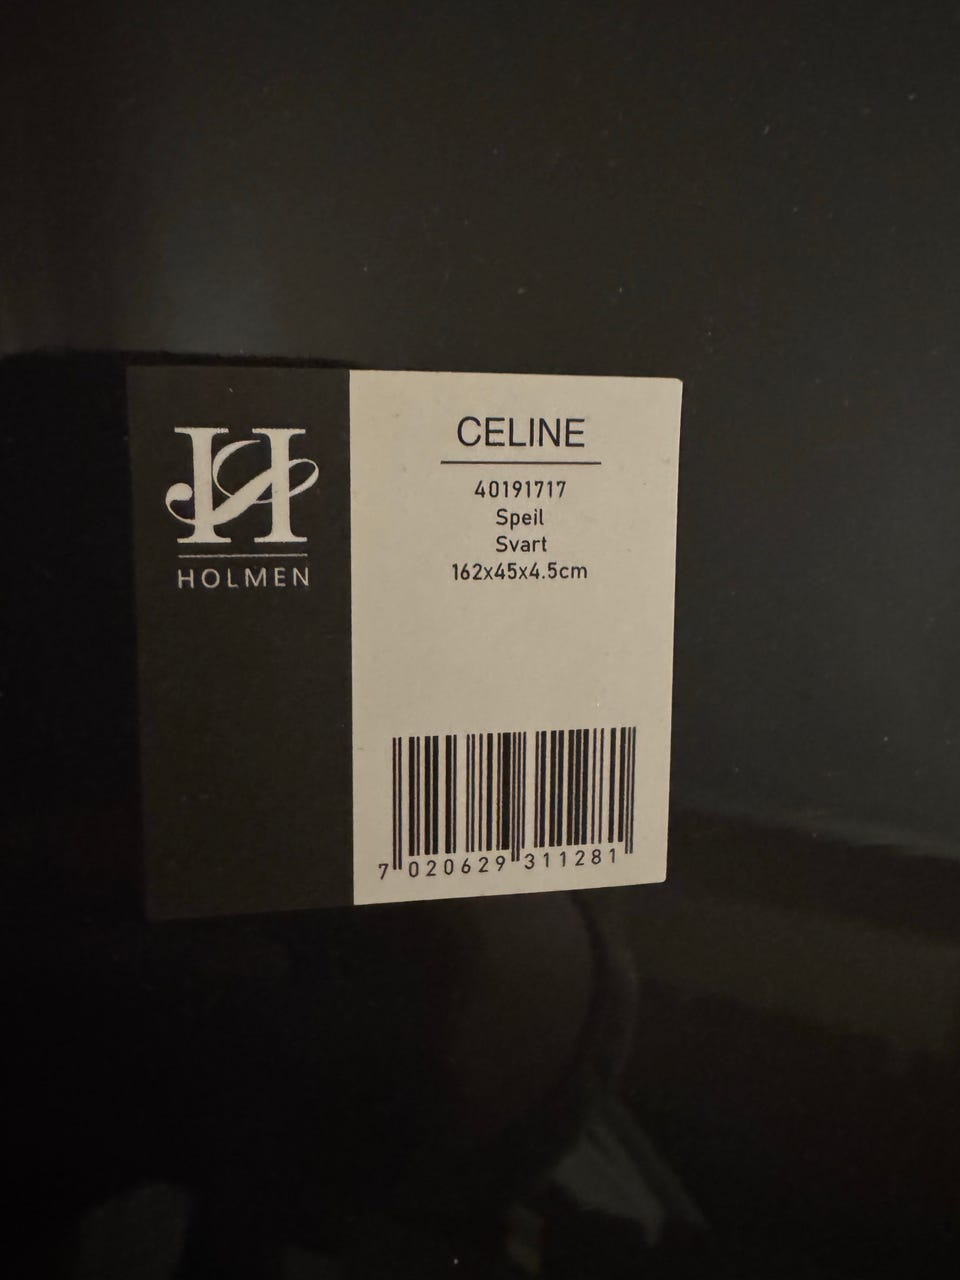 H
HOLMEN
CELINE
40191717
Speil
Svart
162x45x4.5cm
7 020629 311281